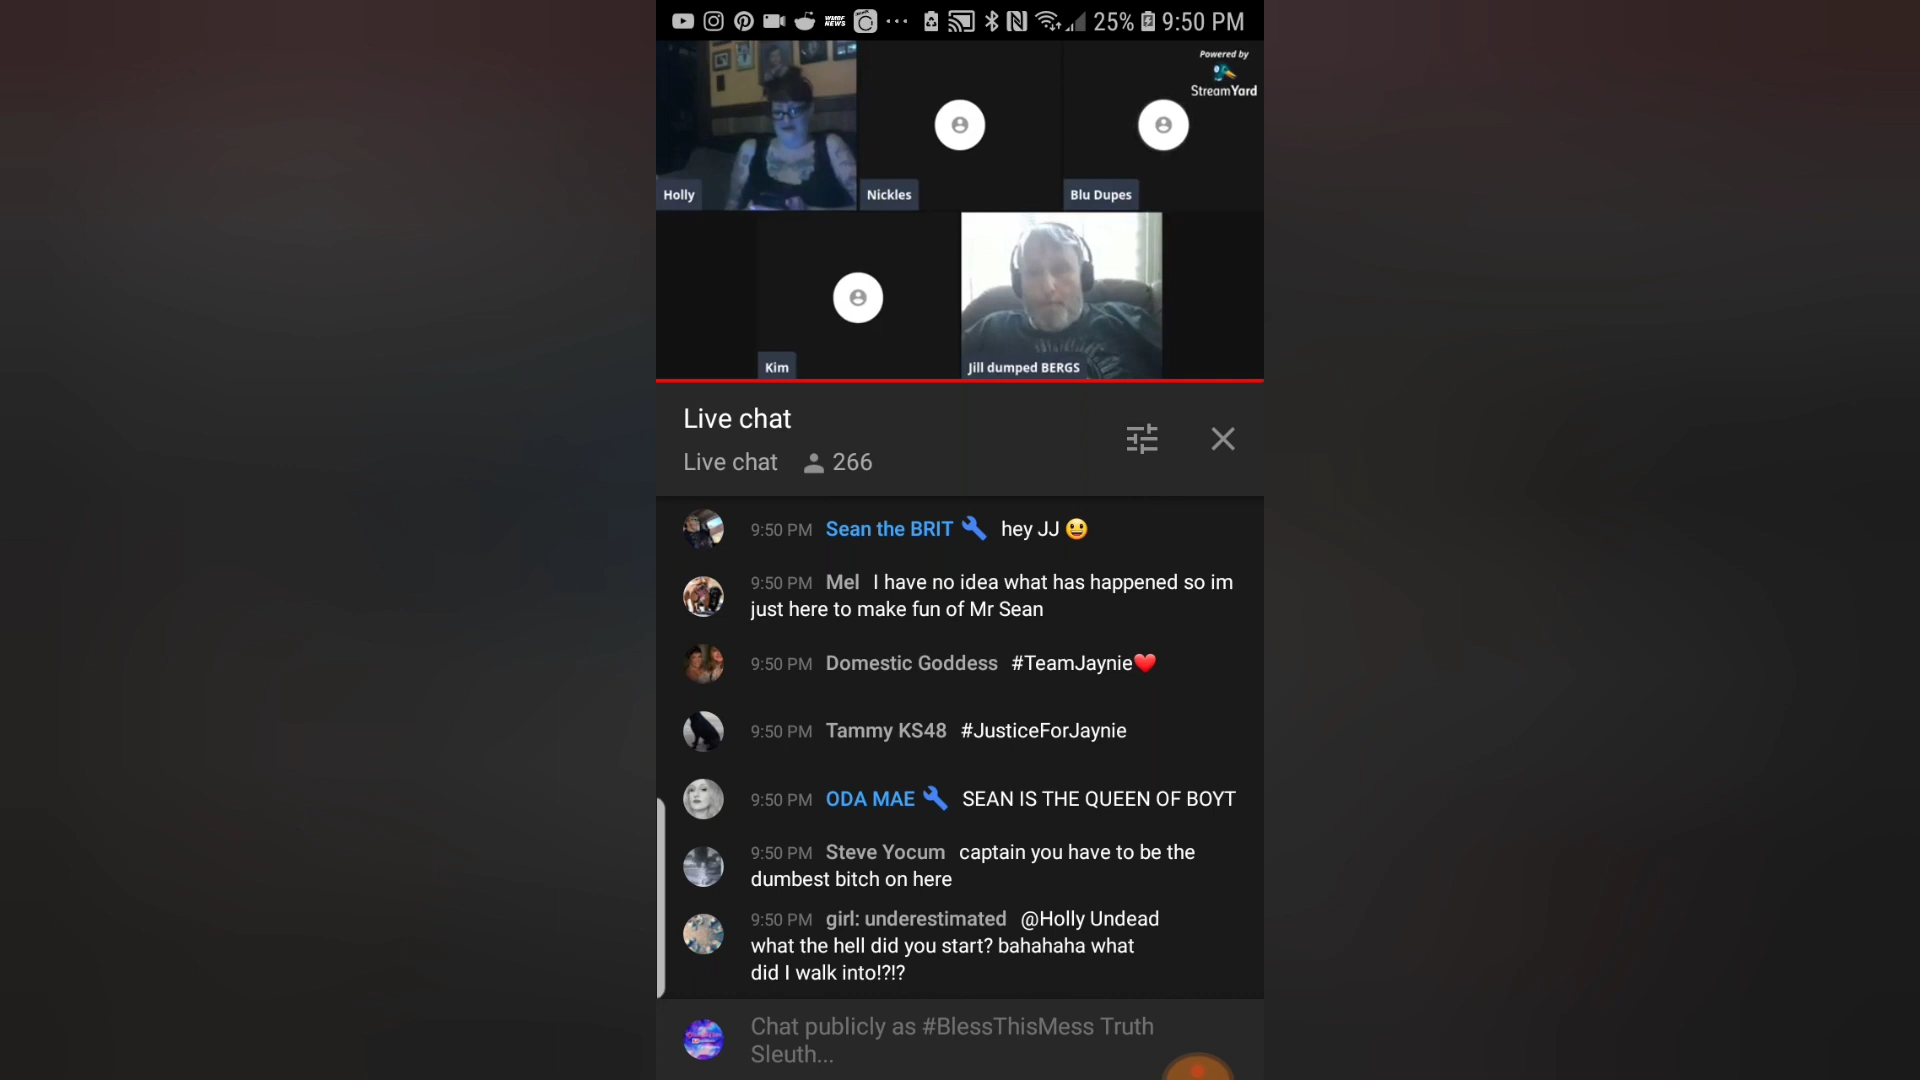 25% 9:50 PM
Powered by
StreamYard
Holly
Nickles
Blu Dupes
Kim
Jill dumped BERGS
Live chat
Live chat 266
9:50 PM Sean the BRIT hey JJ 😃
9:50 PM Mel I have no idea what has happened so im
just here to make fun of Mr Sean
9:50 PM Domestic Goddess #TeamJaynie❤️
9:50 PM Tammy KS48 #JusticeForJaynie
9:50 PM ODA MAE SEAN IS THE QUEEN OF BOYT
9:50 PM Steve Yocum captain you have to be the
dumbest bitch on here
9:50 PM girl: underestimated @Holly Undead
what the hell did you start? bahahaha what
did I walk into!?!?
Chat publicly as #BlessThisMess Truth
Sleuth...